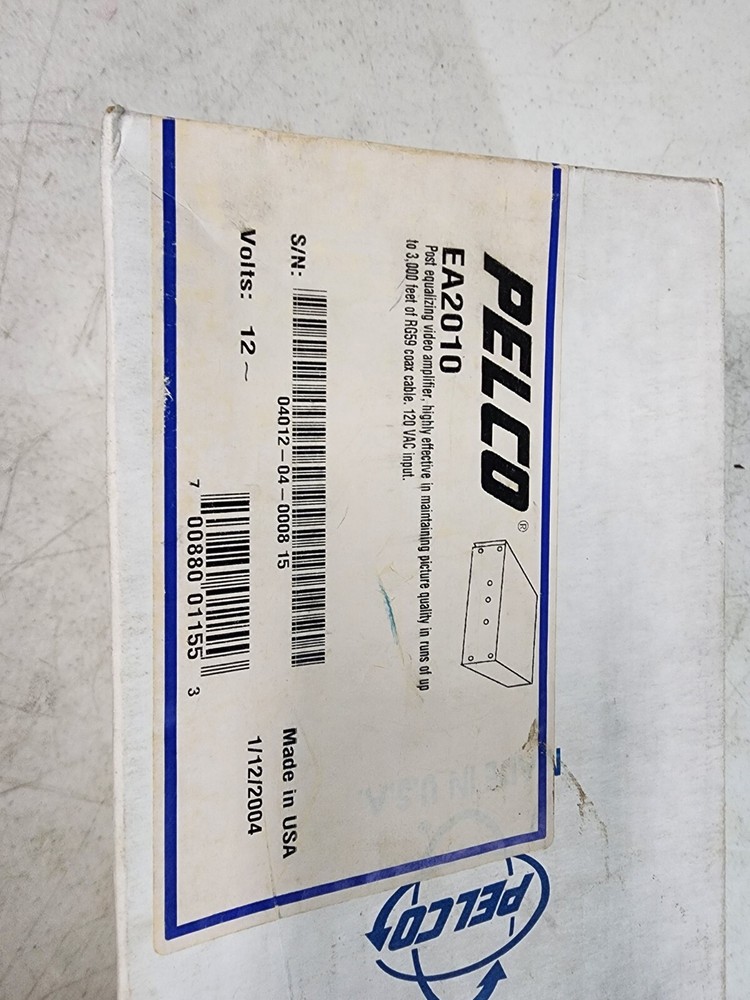 PELCO®
EA2010
Post equalizing video amplifier, highly effective in maintaining picture quality in runs of up
to 3,000 feet of RG59 coax cable. 120 VAC input.
S/N:
04012-04-0008 15
Made in USA
Volts: 12~
1/12/2004
7 00880 01155 3
MADE IN U.S.A.
PELCO